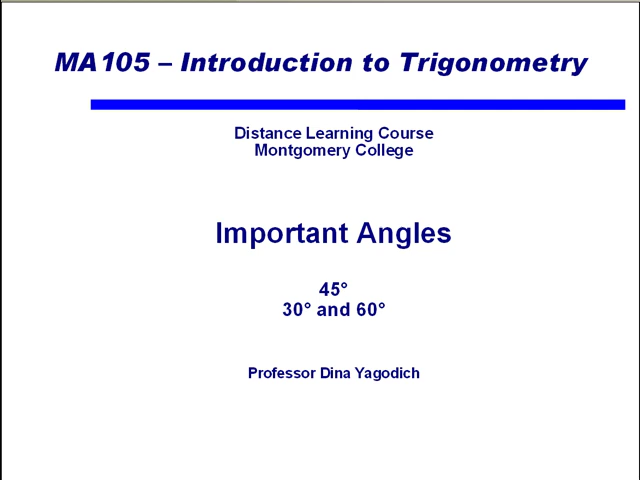 MA105 – Introduction to Trigonometry
Distance Learning Course
Montgomery College
Important Angles
45°
30° and 60°
Professor Dina Yagodich